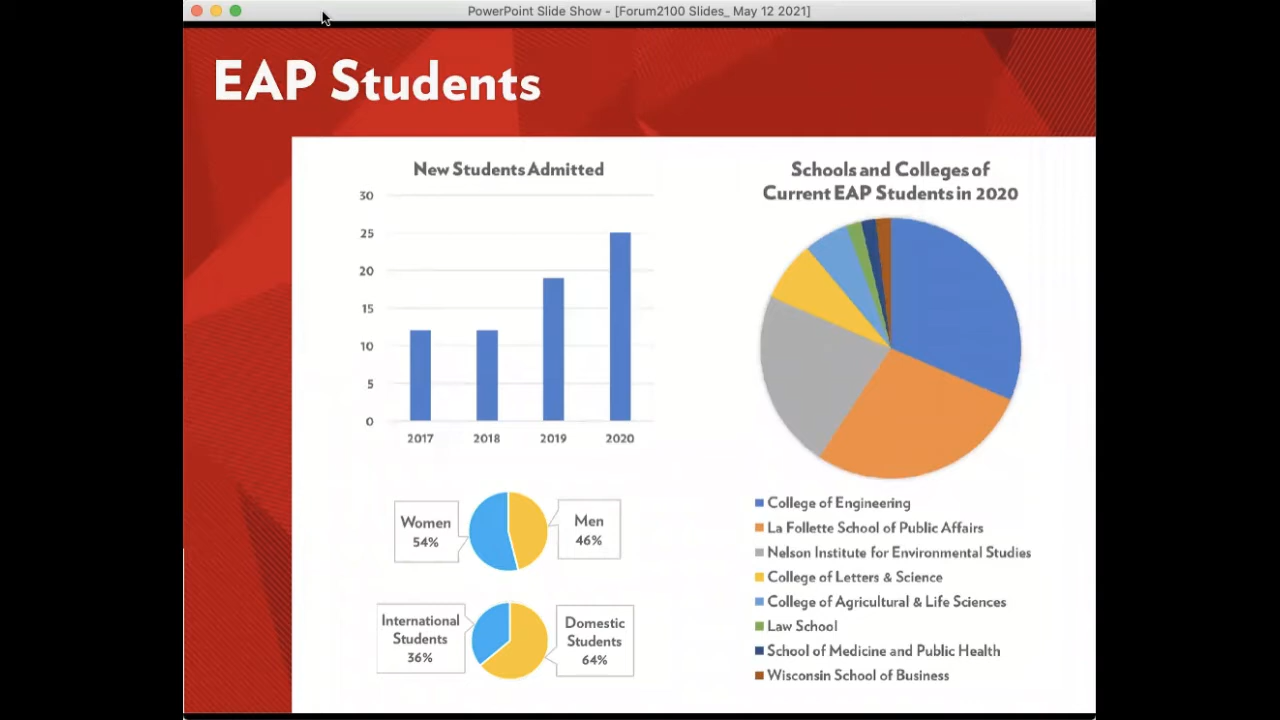 PowerPoint Slide Show - [Forum2100 Slides_ May 12 2021]
EAP Students
New Students Admitted
30
25
20
15
10
5
0
2017 2018 2019 2020
Women
54%
Men
46%
International
Students
36%
Domestic
Students
64%
Schools and Colleges of
Current EAP Students in 2020
College of Engineering
La Follette School of Public Affairs
Nelson Institute for Environmental Studies
College of Letters & Science
College of Agricultural & Life Sciences
Law School
School of Medicine and Public Health
Wisconsin School of Business